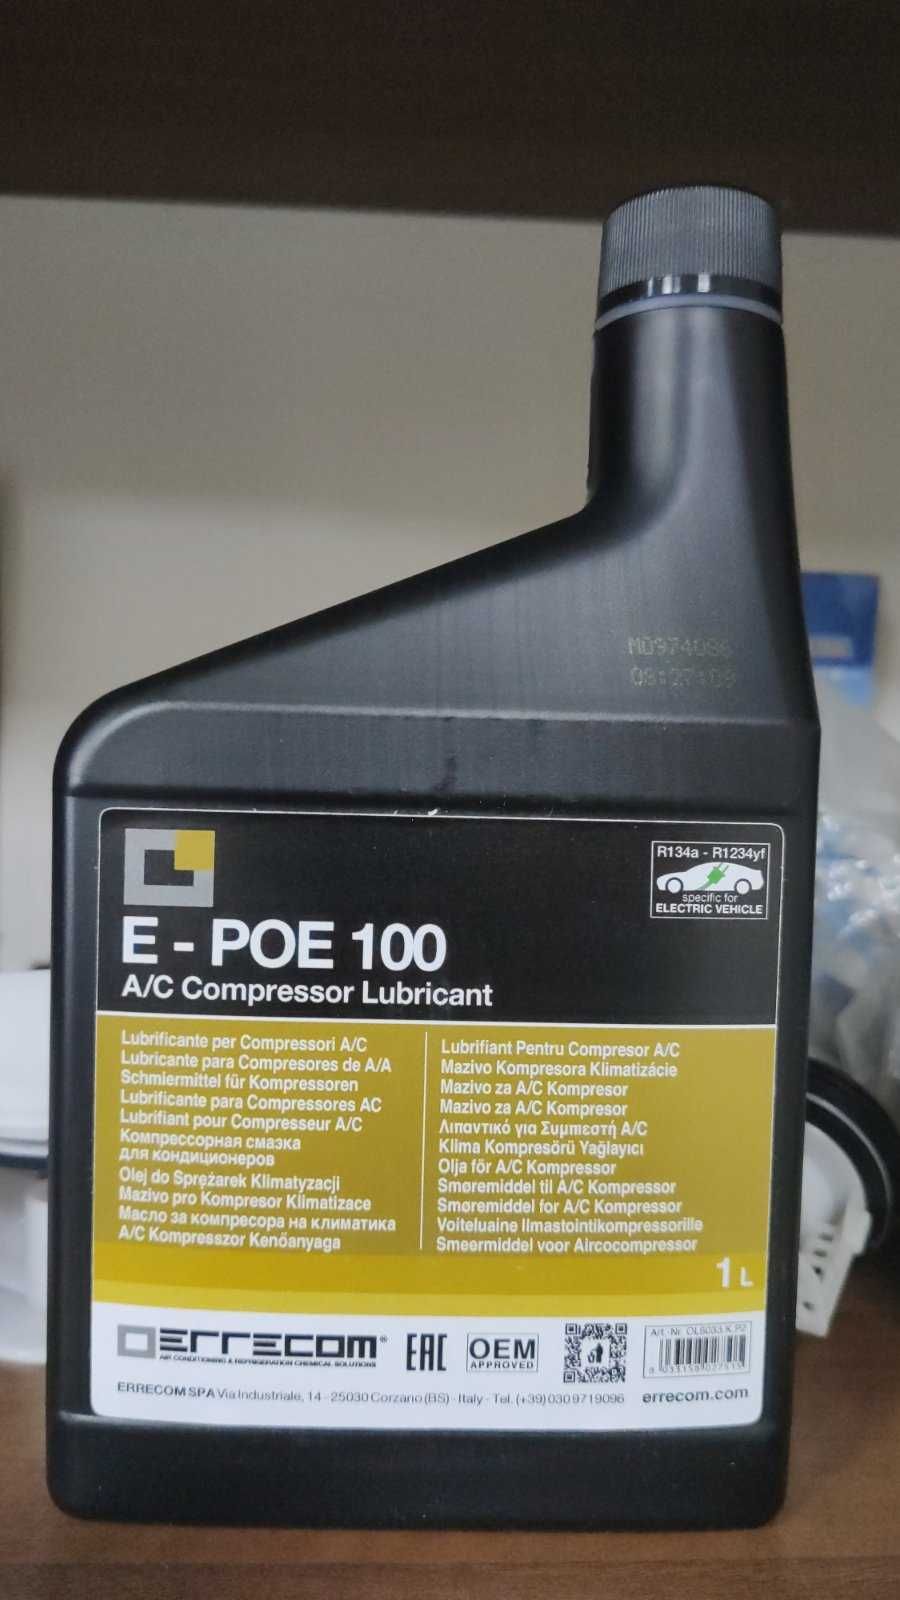 08:27:09
R134a - R1234yf
specific for
ELECTRIC VEHICLE
E - POE 100
A/C Compressor Lubricant
Lubrificante per Compressori A/C
Lubricante para Compresores de A/A
Schmiermittel für Kompressoren
Lubrificante para Compressores AC
Lubrifiant pour Compresseur A/C
Компрессорная смазка
для кондиционеров
Olej do Sprężarek Klimatyzacji
Mazivo pro Kompresor Klimatizace
Масло за компресора на климатика
A/C Kompresszor Kenőanyaga
Lubrifiant Pentru Compresor A/C
Mazivo Kompresora Klimatizácie
Mazivo za A/C Kompresor
Mazivo za A/C Kompresor
Λιπαντικό για Συμπιεστή A/C
Klima Kompresörü Yağlayıcı
Olja för A/C Kompressor
Smøremiddel til A/C Kompressor
Smøremiddel for A/C Kompressor
Voiteluaine Ilmastointikompressorille
Smeermiddel voor Aircocompressor
1 L
ERRECOM®
AIR CONDITIONING & REFRIGERATION CHEMICAL SOLUTIONS
EAC
OEM
APPROVED
Art.-Nr. OL6033.K.P2
ERRECOM SPA Via Industriale, 14 - 25030 Corzano (BS) - Italy - Tel. (+39) 030 9719096
errecom.com